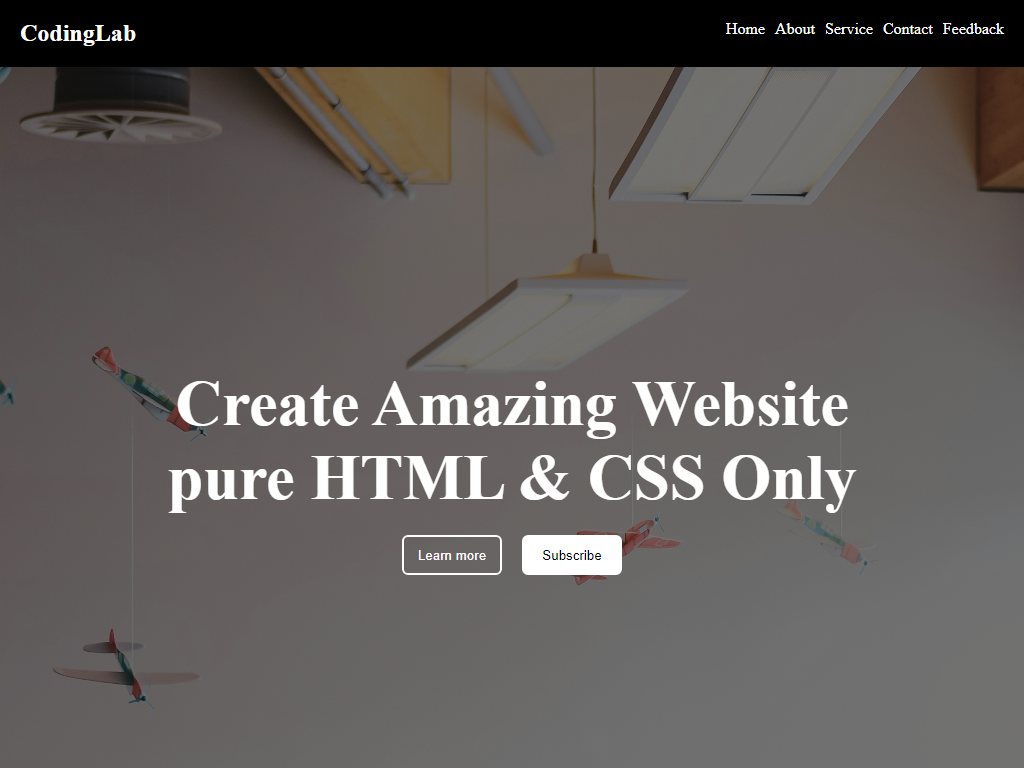 CodingLab
Home About Service Contact Feedback
Create Amazing Website
pure HTML & CSS Only
Learn more Subscribe